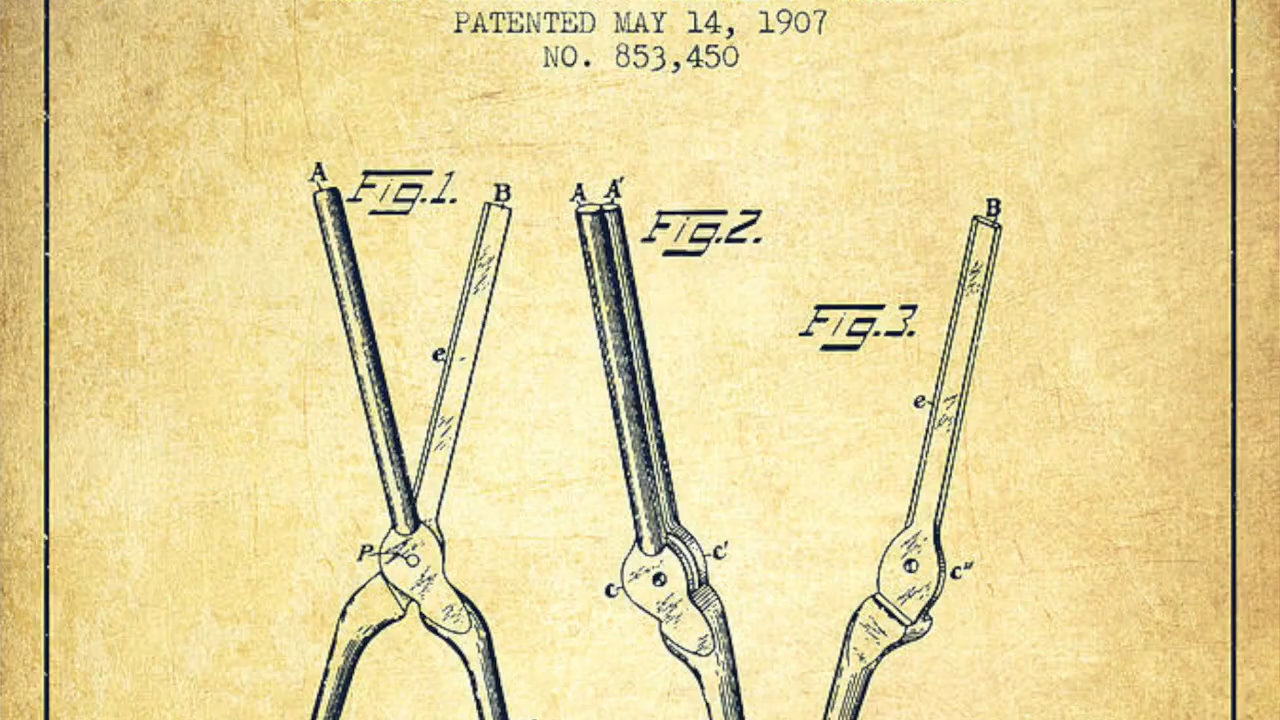 PATENTED MAY 14, 1907
NO. 853,450
A
Fig.1.
B
A A'
Fig.2.
B
Fig.3.
e
e
P
c'
c
c"